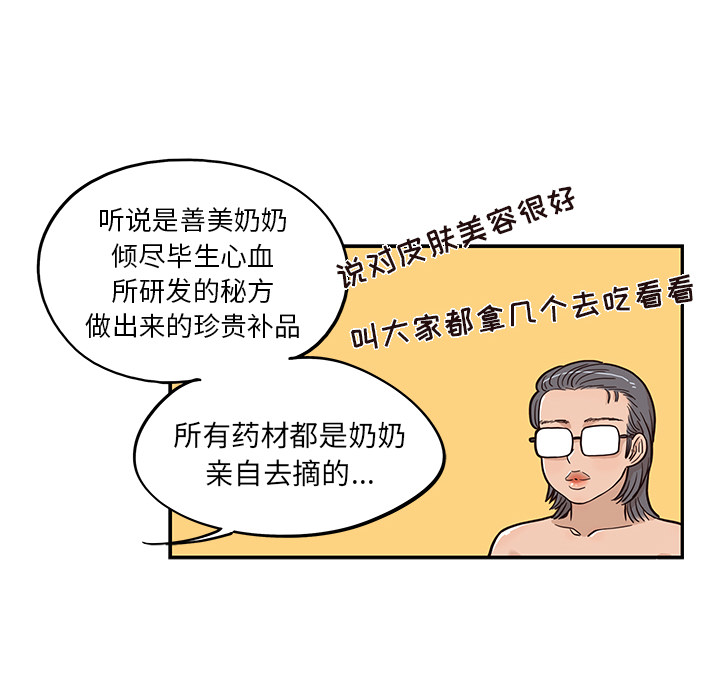 听说是善美奶奶
倾尽毕生心血
所研发的秘方
做出来的珍贵补品
说对皮肤美容很好
叫大家都拿几个去吃看看
所有药材都是奶奶
亲自去摘的...